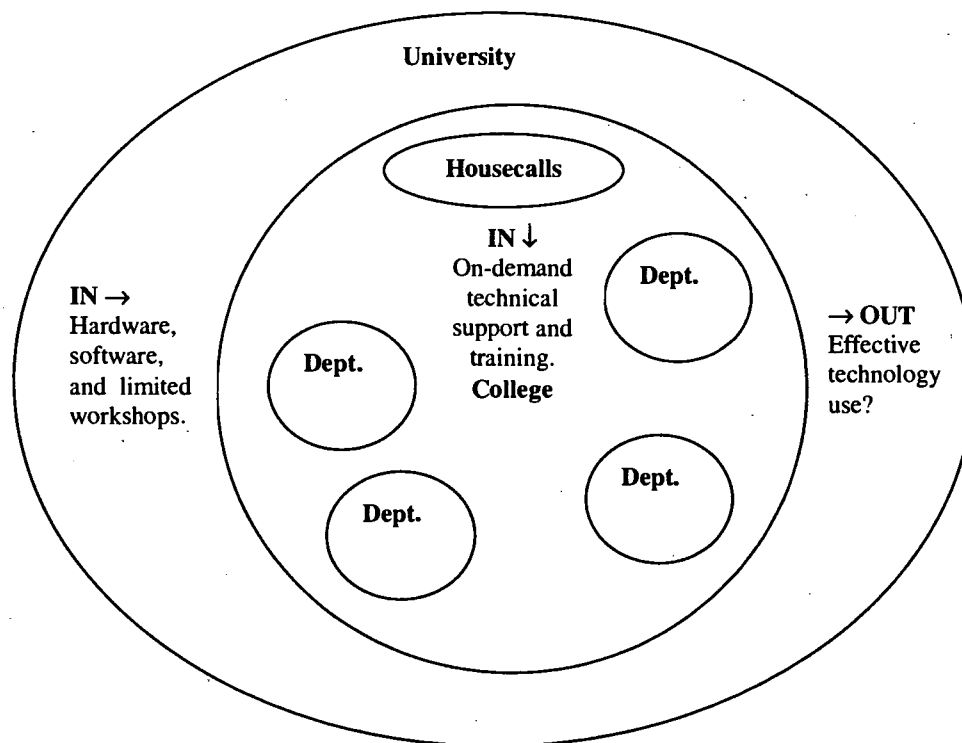 University
Housecalls
IN ↓
On-demand
technical
support and
training.
College
Dept.
IN →
Hardware,
software,
and limited
workshops.
Dept.
→ OUT
Effective
technology
use?
Dept.
Dept.